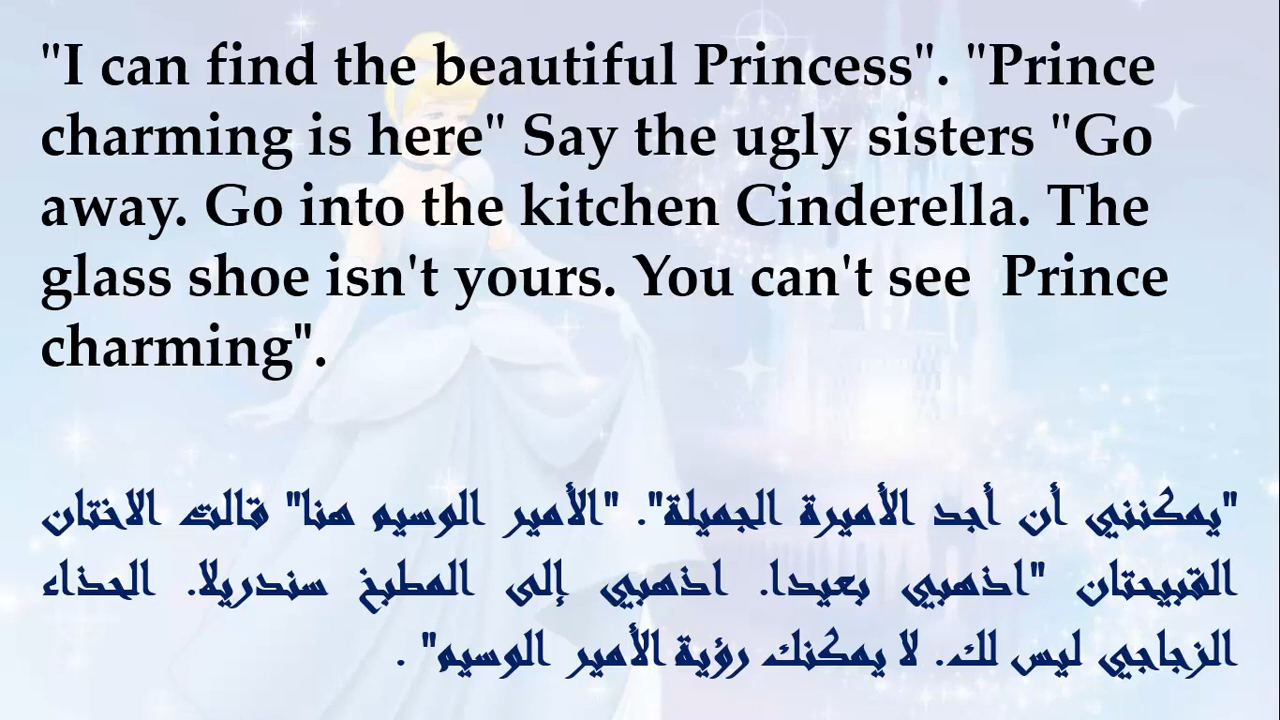 "I can find the beautiful Princess". "Prince
charming is here" Say the ugly sisters "Go
away. Go into the kitchen Cinderella. The
glass shoe isn't yours. You can't see  Prince
charming".
"يمكنني أن أجد الأميرة الجميلة". "الأمير الوسيم هنا" قالت الاختان
القبيحتان "اذهبي بعيدا. اذهبي إلى المطبخ سندريلا. الحذاء
الزجاجي ليس لك. لا يمكنك رؤية الأمير الوسيم" .